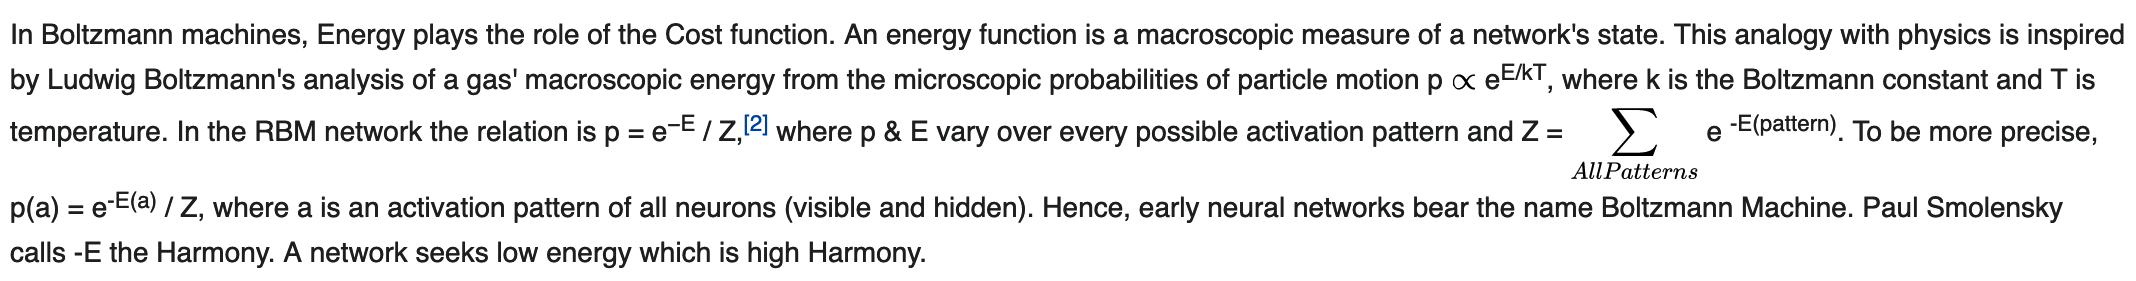 In Boltzmann machines, Energy plays the role of the Cost function. An energy function is a macroscopic measure of a network's state. This analogy with physics is inspired
by Ludwig Boltzmann's analysis of a gas' macroscopic energy from the microscopic probabilities of particle motion p ∝ e^E/kT, where k is the Boltzmann constant and T is
temperature. In the RBM network the relation is p = e^−E / Z,[2] where p & E vary over every possible activation pattern and Z = ∑_AllPatterns e ^-E(pattern). To be more precise,
p(a) = e^-E(a) / Z, where a is an activation pattern of all neurons (visible and hidden). Hence, early neural networks bear the name Boltzmann Machine. Paul Smolensky
calls -E the Harmony. A network seeks low energy which is high Harmony.